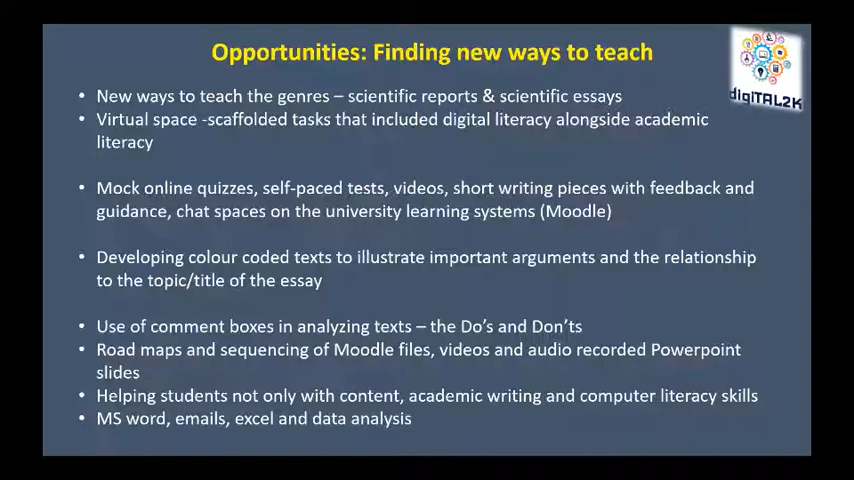 Opportunities: Finding new ways to teach
digiTAL2K
• New ways to teach the genres – scientific reports & scientific essays
• Virtual space -scaffolded tasks that included digital literacy alongside academic
literacy
• Mock online quizzes, self-paced tests, videos, short writing pieces with feedback and
guidance, chat spaces on the university learning systems (Moodle)
• Developing colour coded texts to illustrate important arguments and the relationship
to the topic/title of the essay
• Use of comment boxes in analyzing texts – the Do’s and Don’ts
• Road maps and sequencing of Moodle files, videos and audio recorded Powerpoint
slides
• Helping students not only with content, academic writing and computer literacy skills
• MS word, emails, excel and data analysis